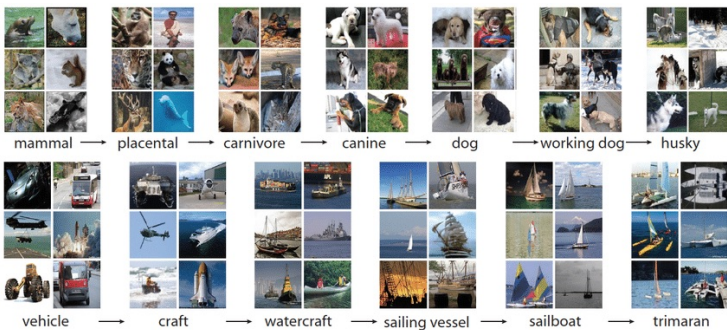 mammal → placental → carnivore → canine → dog → working dog → husky
vehicle → craft → watercraft → sailing vessel → sailboat → trimaran